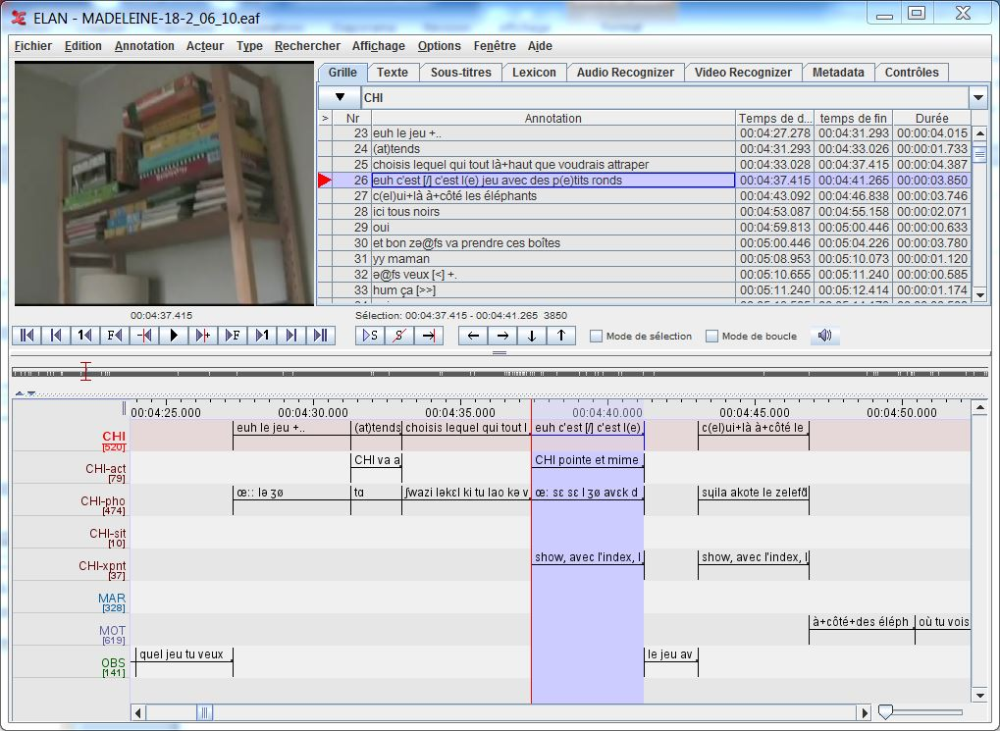 ELAN - MADELEINE-18-2_06_10.eaf
Fichier Edition Annotation Acteur Type Rechercher Affichage Options Fenêtre Aide
Grille Texte Sous-titres Lexicon Audio Recognizer Video Recognizer Metadata Contrôles
CHI
> Nr Annotation Temps de d... temps de fin Durée
23 euh le jeu +.. 00:04:27.278 00:04:31.293 00:00:04.015
24 (at)tends 00:04:31.293 00:04:33.026 00:00:01.733
25 choisis lequel qui tout là+haut que voudrais attraper 00:04:33.028 00:04:37.415 00:00:04.387
26 euh c'est [/] c'est l(e) jeu avec des p(e)tits ronds 00:04:37.415 00:04:41.265 00:00:03.850
27 c(el)ui+là à+côté les éléphants 00:04:43.092 00:04:46.838 00:00:03.746
28 ici tous noirs 00:04:53.087 00:04:55.158 00:00:02.071
29 oui 00:04:59.813 00:05:00.446 00:00:00.633
30 et bon zə@fs va prendre ces boîtes 00:05:00.446 00:05:04.226 00:00:03.780
31 yy maman 00:05:08.953 00:05:10.073 00:00:01.120
32 ə@fs veux [<] +. 00:05:10.655 00:05:11.240 00:00:00.585
33 hum ça [>>] 00:05:11.240 00:05:12.414 00:00:01.174
00:04:37.415
Sélection: 00:04:37.415 - 00:04:41.265 3850
Mode de sélection Mode de boucle
00:04:25.000 00:04:30.000 00:04:35.000 00:04:40.000 00:04:45.000 00:04:50.000
CHI [520] euh le jeu +.. (at)tends choisis lequel qui tout l euh c'est [/] c'est l(e) c(el)ui+là à+côté le
CHI-act [79] CHI va a CHI pointe et mime
CHI-pho [474] œ:: lə ʒø tɑ ʃwazi ləkɛl ki tu lao kə v œ: sɛ sɛ l ʒø avɛk d sɥila akote le zelefɑ̃
CHI-sit [10]
CHI-xpnt [37] show, avec l'index, l show, avec l'index, l
MAR [328]
MOT [619] à+côté+des éléph où tu vois
OBS [141] quel jeu tu veux le jeu av